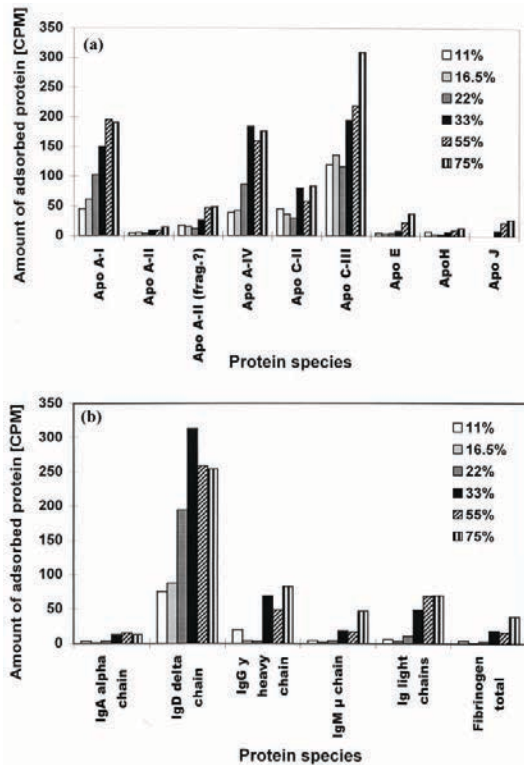 (a)
Amount of adsorbed protein [CPM]
350
300
250
200
150
100
50
0
11%
16.5%
22%
33%
55%
75%
Apo A-I
Apo A-II
Apo A-II (frag.?)
Apo A-IV
Apo C-II
Apo C-III
Apo E
ApoH
Apo J
Protein species
(b)
Amount of adsorbed protein [CPM]
350
300
250
200
150
100
50
0
11%
16.5%
22%
33%
55%
75%
IgA alpha
chain
IgD delta
chain
IgG y
heavy
chain
IgM µ chain
Ig light
chains
Fibrinogen
total
Protein species